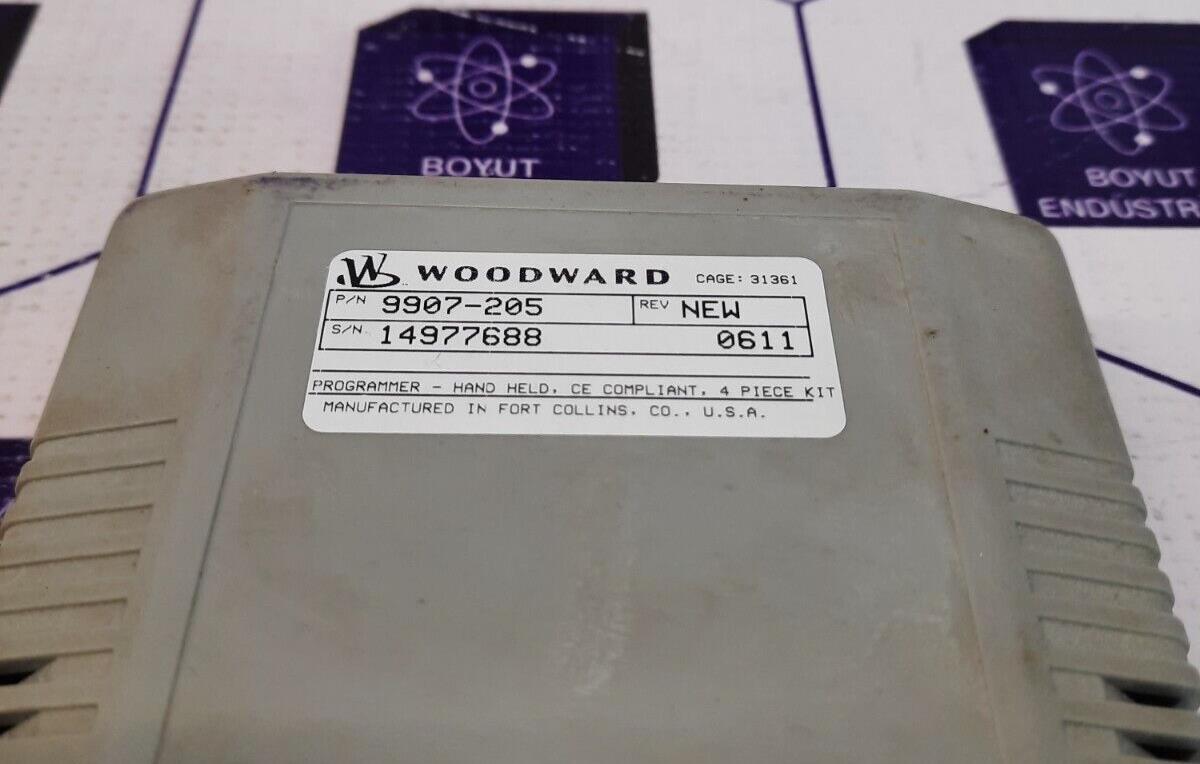 BOYUT
BOYUT
ENDÜSTR
WOODWARD CAGE: 31361
P/N 9907-205 REV NEW
S/N 14977688 0611
PROGRAMMER - HAND HELD, CE COMPLIANT, 4 PIECE KIT
MANUFACTURED IN FORT COLLINS, CO., U.S.A.